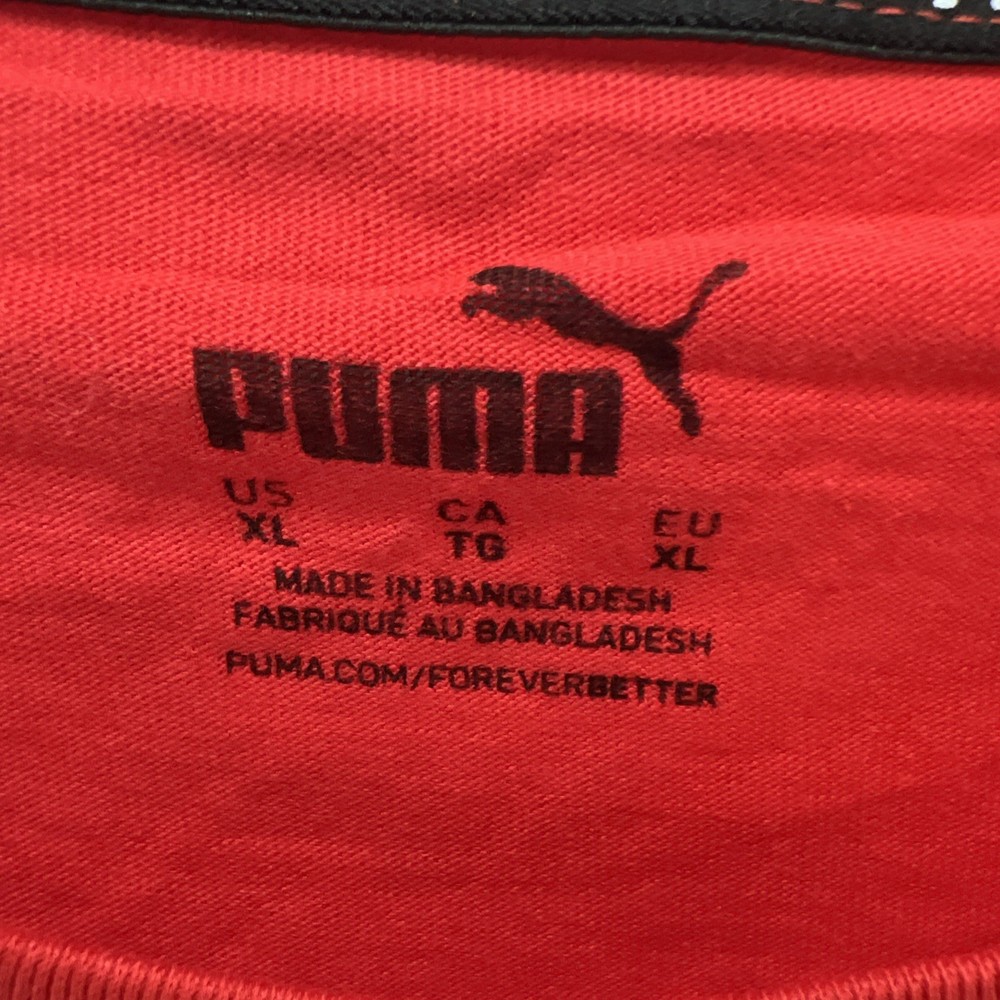 PUMA
US CA EU
XL TG XL
MADE IN BANGLADESH
FABRIQUÉ AU BANGLADESH
PUMA.COM/FOREVERBETTER